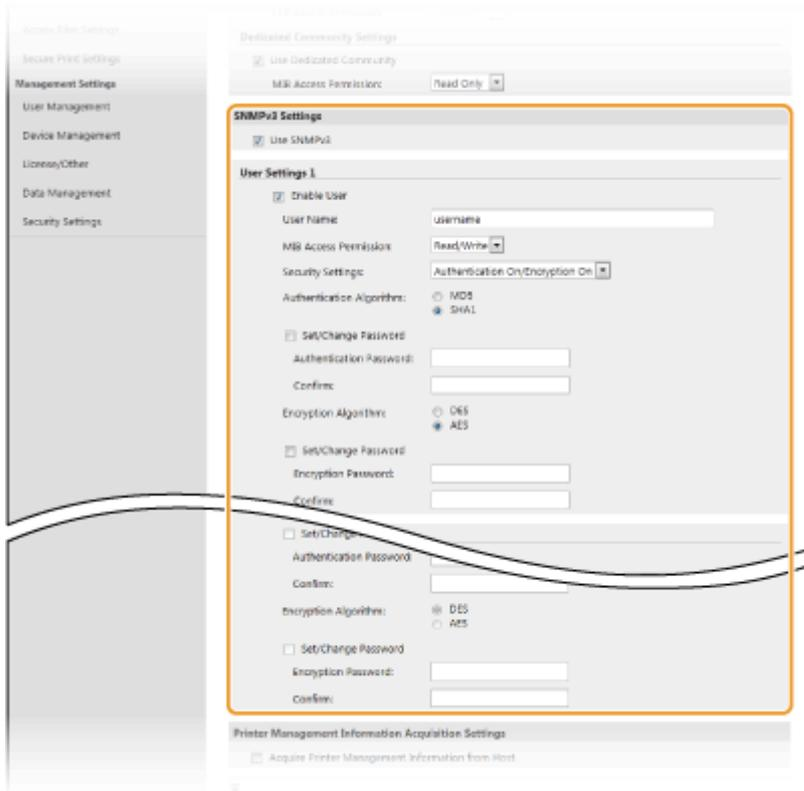 Access Filter Settings
Secure Print Settings
Management Settings
User Management
Device Management
License/Other
Data Management
Security Settings
Dedicated Community Settings
Use Dedicated Community
MIB Access Permission: Read Only
SNMPv3 Settings
Use SNMPv3
User Settings 1
Enable User
User Name: username
MIB Access Permission: Read/Write
Security Settings: Authentication On/Encryption On
Authentication Algorithm: MD5
SHA1
Set/Change Password
Authentication Password:
Confirm:
Encryption Algorithm: DES
AES
Set/Change Password
Encryption Password:
Confirm:
Set/Change
Authentication Password:
Confirm:
Encryption Algorithm: DES
AES
Set/Change Password
Encryption Password:
Confirm:
Printer Management Information Acquisition Settings
Acquire Printer Management Information from Host